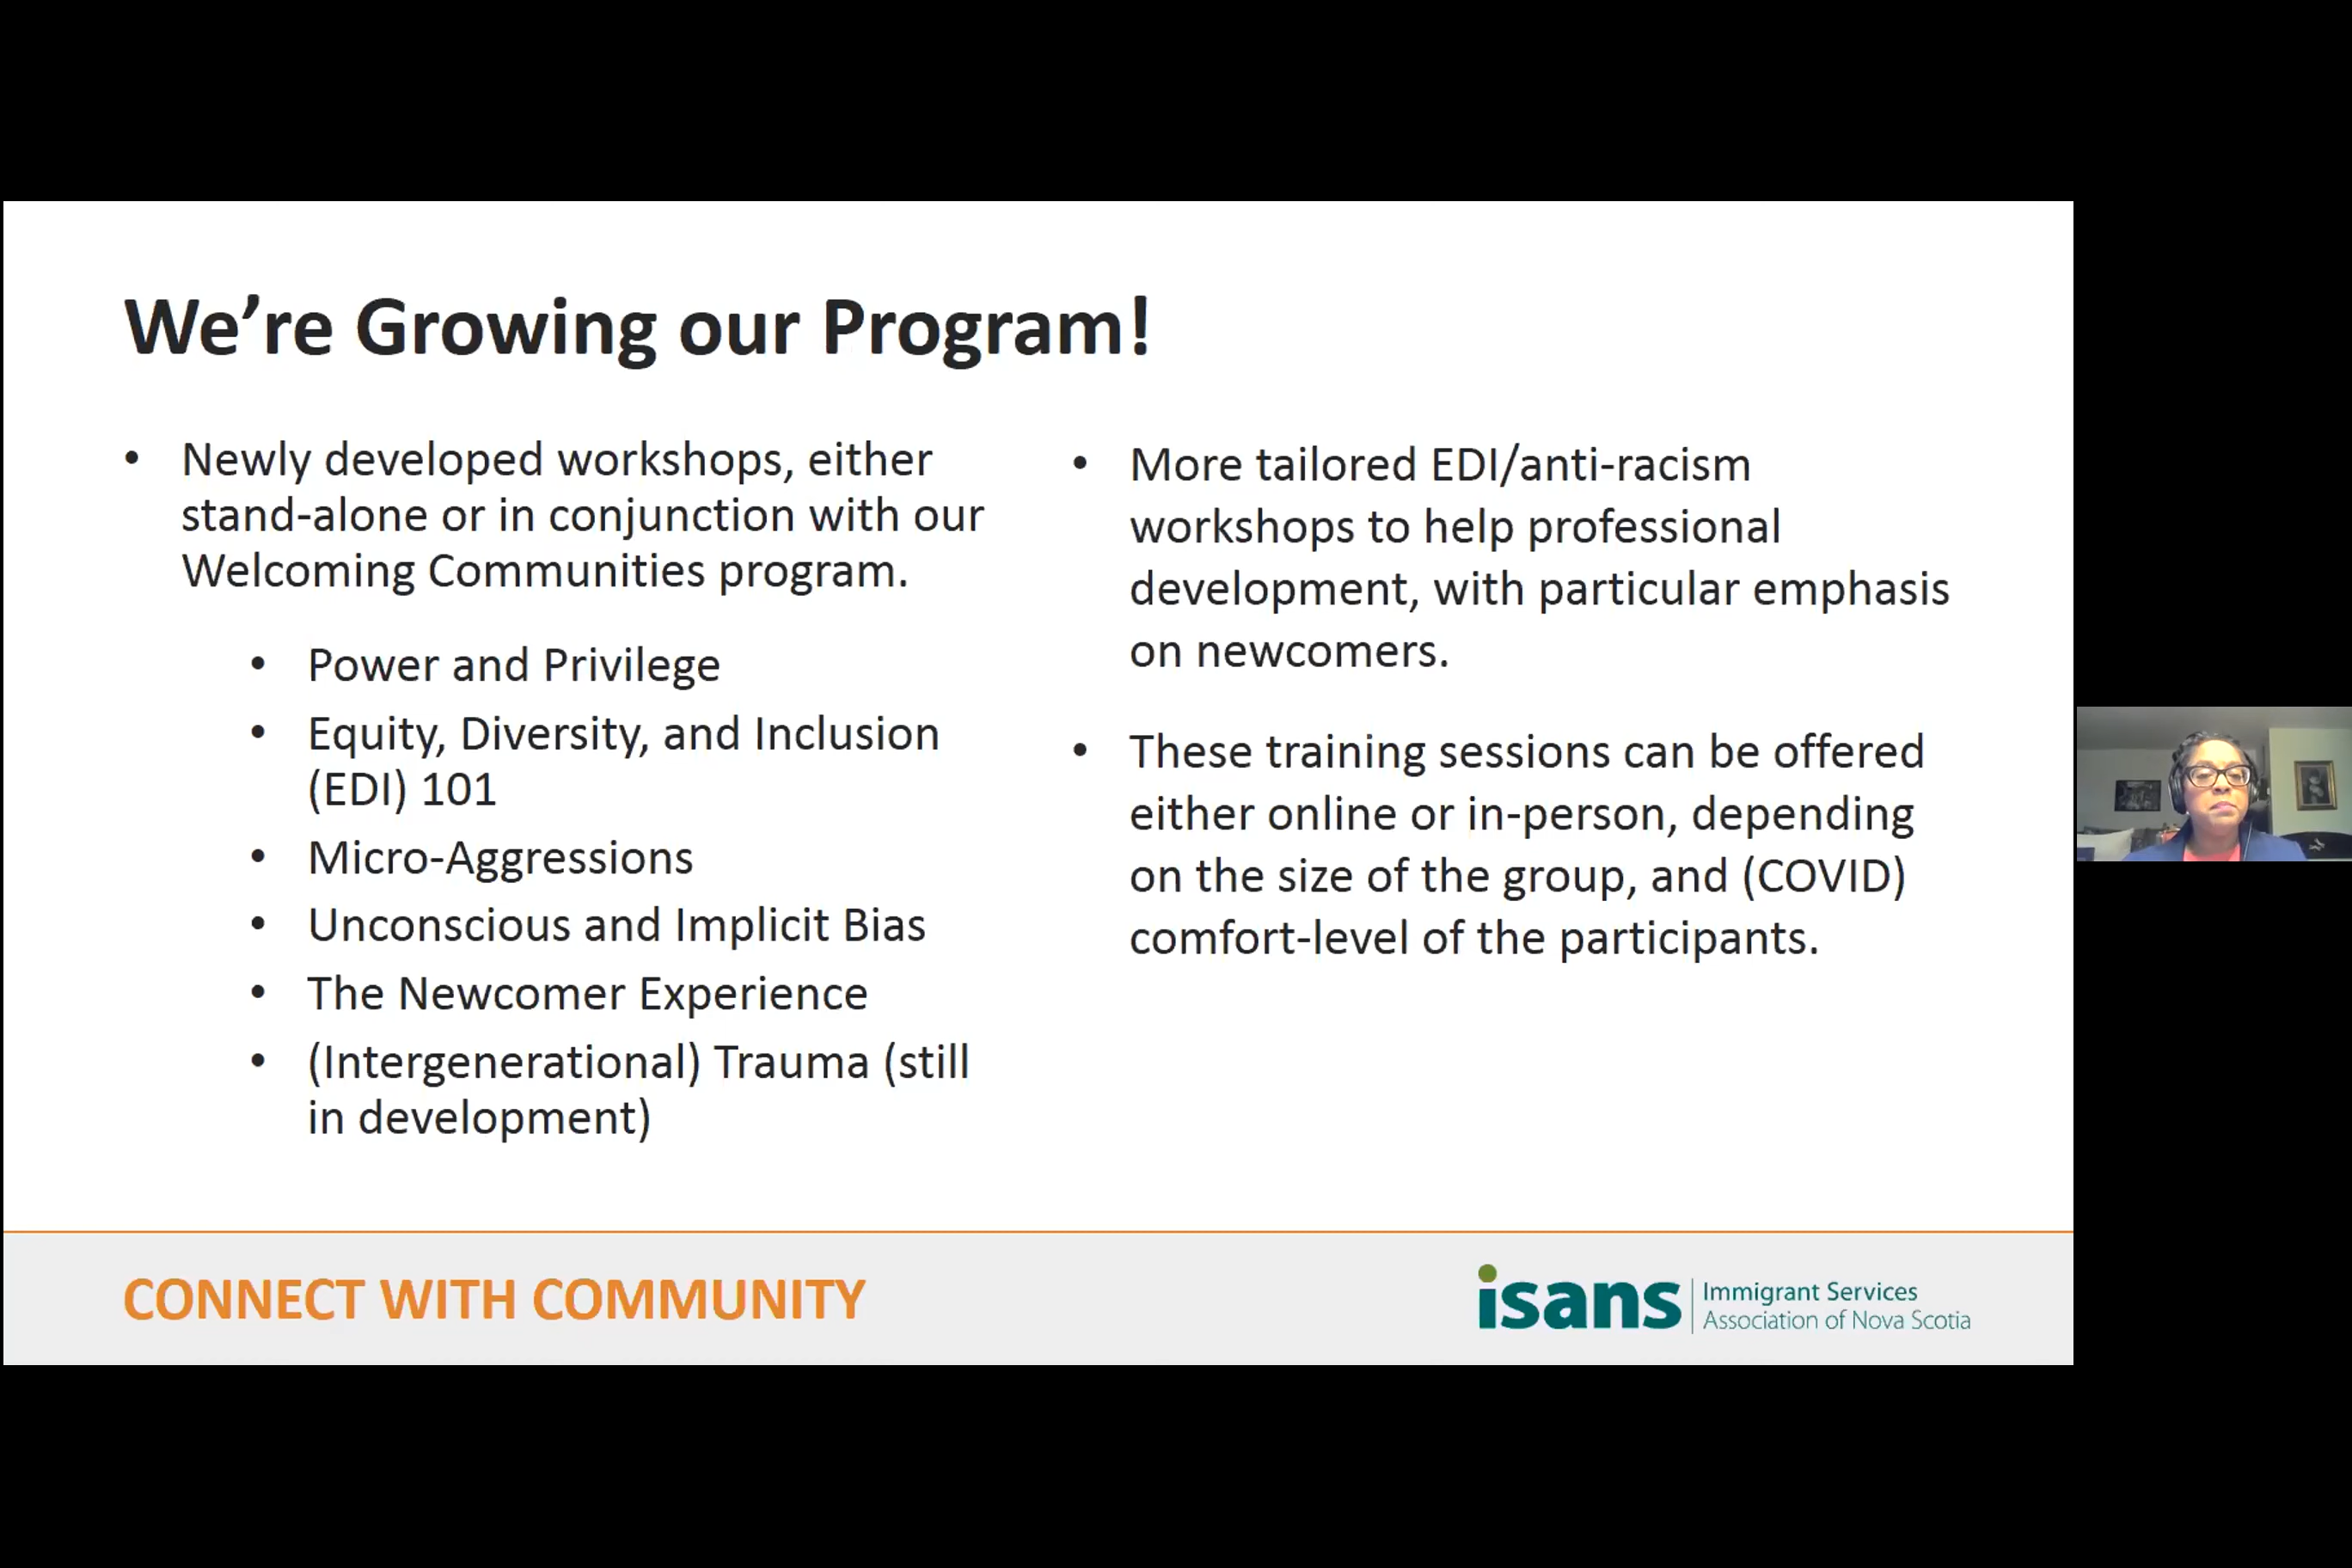 We’re Growing our Program!
• Newly developed workshops, either
stand-alone or in conjunction with our
Welcoming Communities program.
• Power and Privilege
• Equity, Diversity, and Inclusion
(EDI) 101
• Micro-Aggressions
• Unconscious and Implicit Bias
• The Newcomer Experience
• (Intergenerational) Trauma (still
in development)
• More tailored EDI/anti-racism
workshops to help professional
development, with particular emphasis
on newcomers.
• These training sessions can be offered
either online or in-person, depending
on the size of the group, and (COVID)
comfort-level of the participants.
CONNECT WITH COMMUNITY
isans
Immigrant Services
Association of Nova Scotia